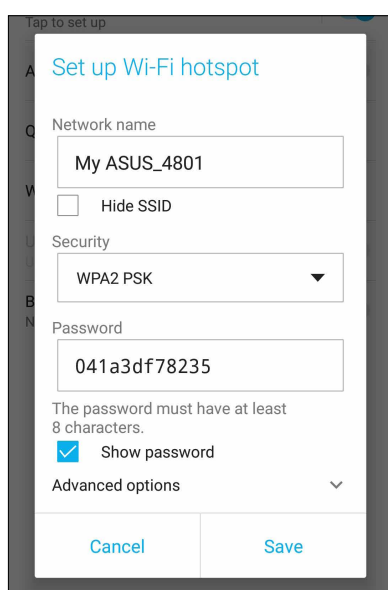 Tap to set up
Set up Wi-Fi hotspot
Network name
My ASUS_4801
Hide SSID
Security
WPA2 PSK
Password
041a3df78235
The password must have at least
8 characters.
Show password
Advanced options
Cancel
Save